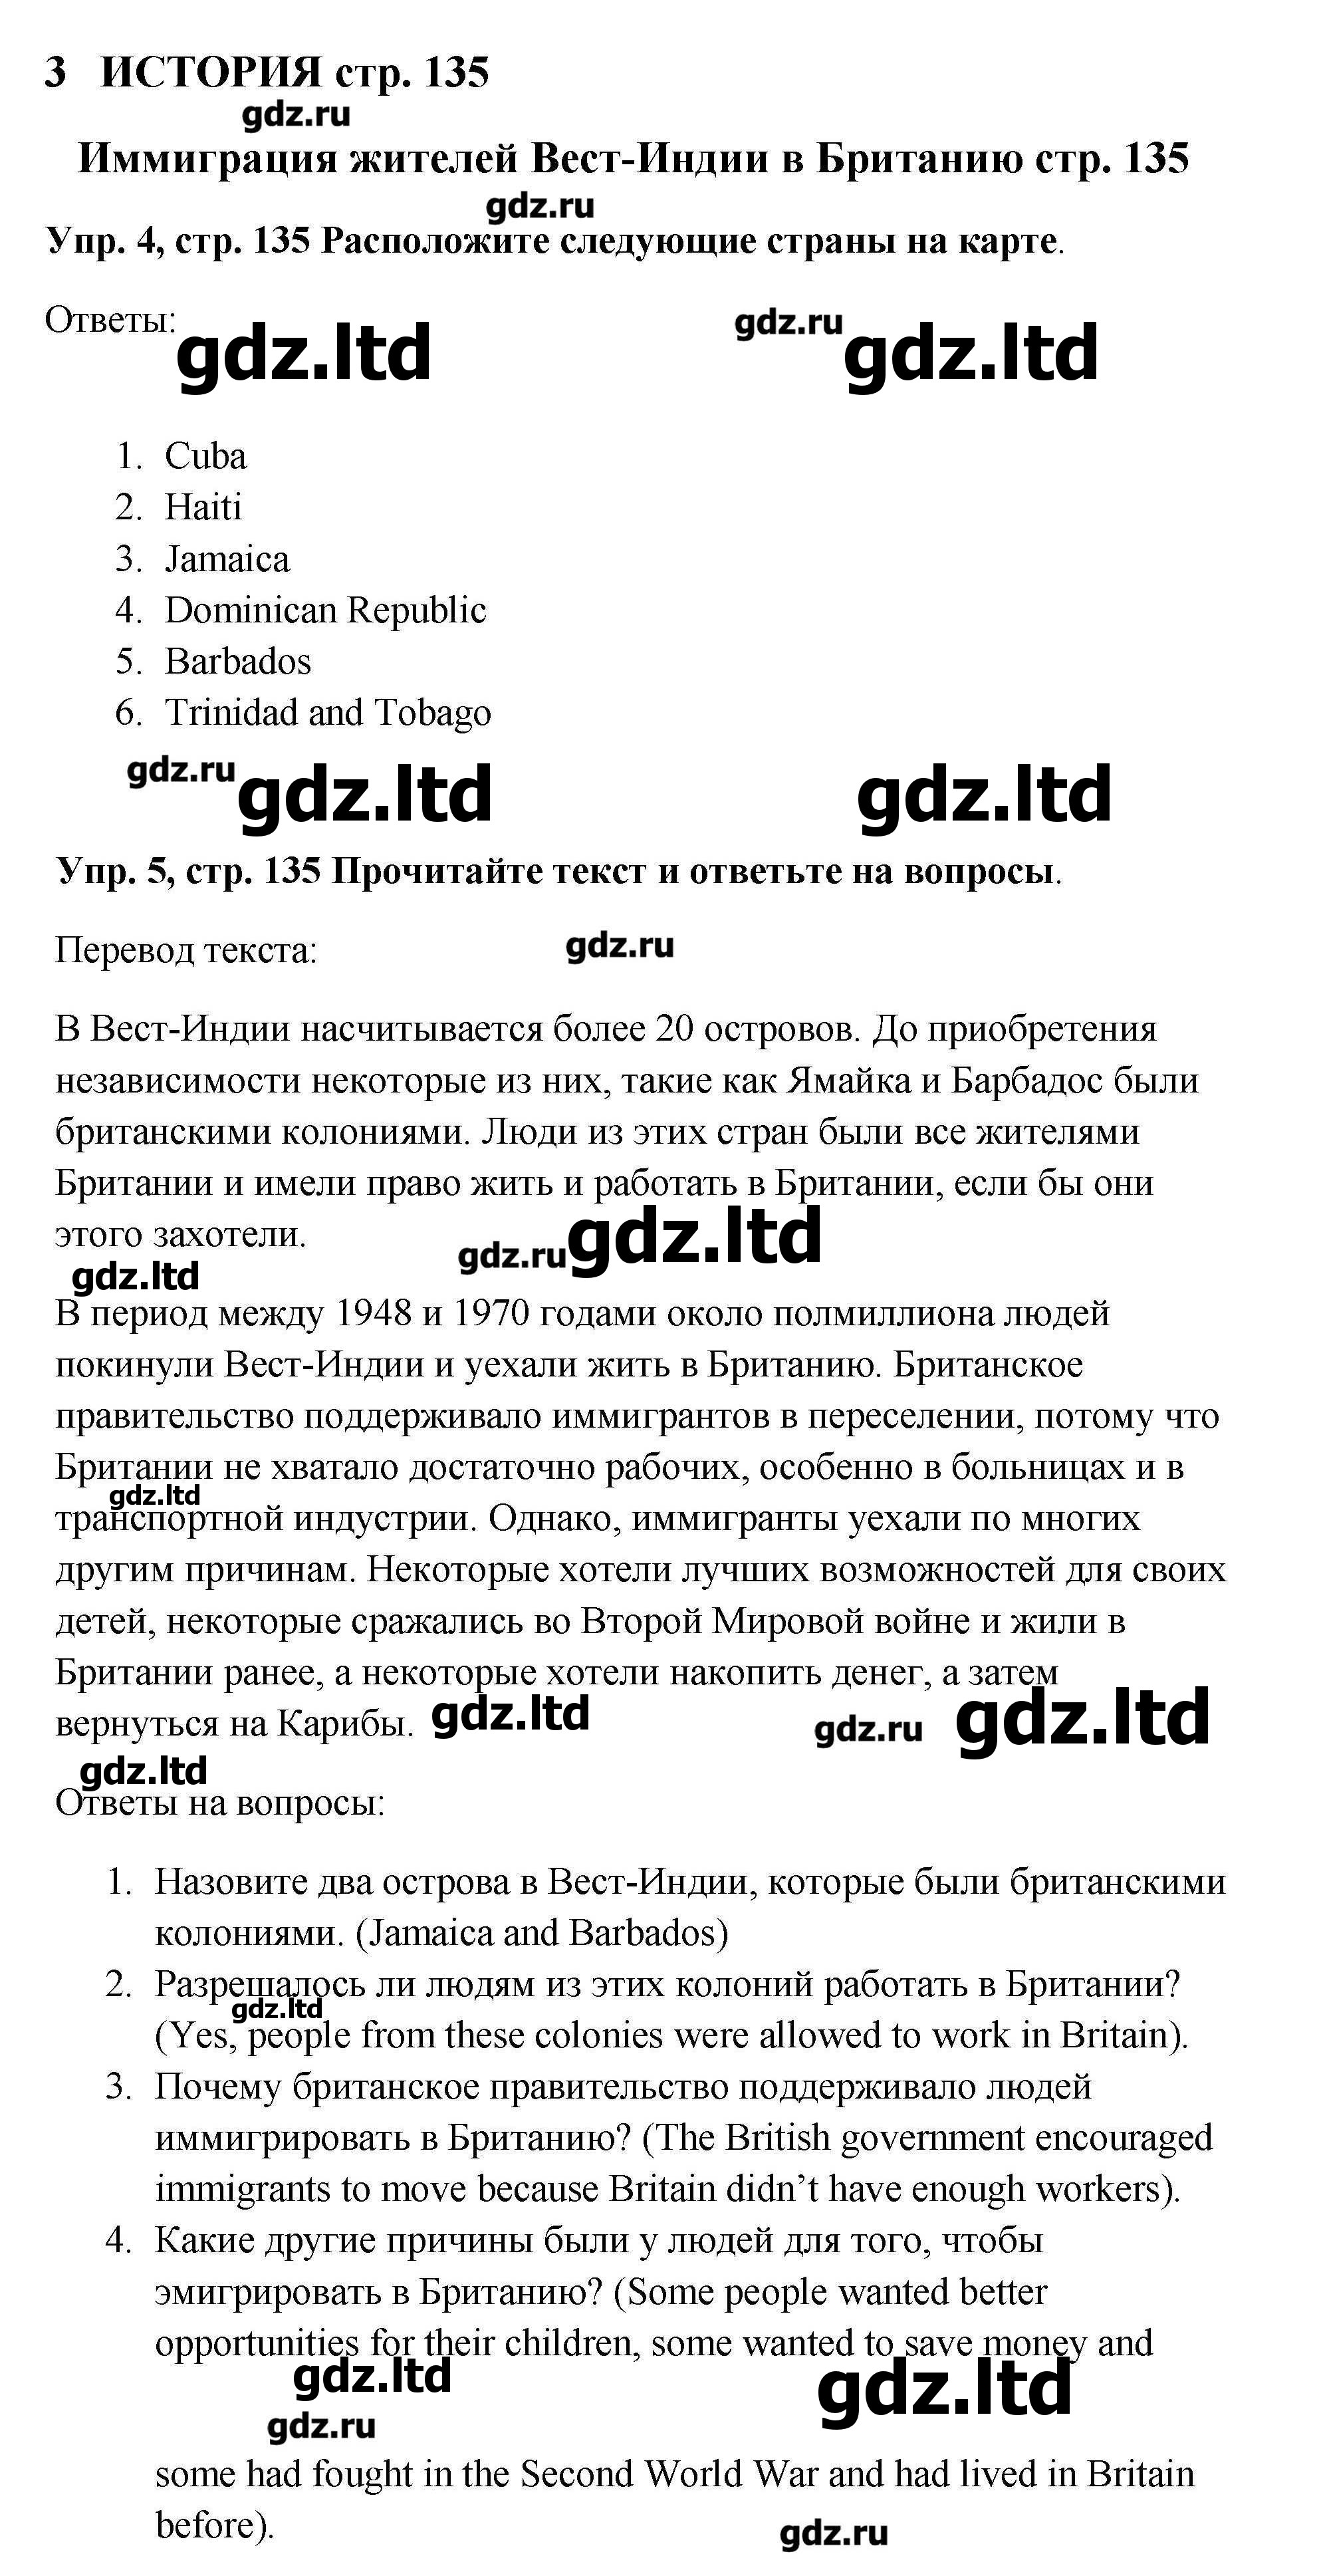 3 ИСТОРИЯ стр. 135
gdz.ru
Иммиграция жителей Вест-Индии в Британию стр. 135
gdz.ru
Упр. 4, стр. 135 Расположите следующие страны на карте.
Ответы:
gdz.ltd gdz.ru gdz.ltd
1. Cuba
2. Haiti
3. Jamaica
4. Dominican Republic
5. Barbados
6. Trinidad and Tobago
gdz.ru gdz.ltd gdz.ltd
Упр. 5, стр. 135 Прочитайте текст и ответьте на вопросы.
Перевод текста: gdz.ru
В Вест-Индии насчитывается более 20 островов. До приобретения
независимости некоторые из них, такие как Ямайка и Барбадос были
британскими колониями. Люди из этих стран были все жителями
Британии и имели право жить и работать в Британии, если бы они
этого захотели.
gdz.ru gdz.ltd
gdz.ltd
В период между 1948 и 1970 годами около полмиллиона людей
покинули Вест-Индии и уехали жить в Британию. Британское
правительство поддерживало иммигрантов в переселении, потому что
Британии не хватало достаточно рабочих, особенно в больницах и в
gdz.ltd
транспортной индустрии. Однако, иммигранты уехали по многих
другим причинам. Некоторые хотели лучших возможностей для своих
детей, некоторые сражались во Второй Мировой войне и жили в
Британии ранее, а некоторые хотели накопить денег, а затем
вернуться на Карибы. gdz.ltd gdz.ru gdz.ltd
gdz.ltd
Ответы на вопросы:
1. Назовите два острова в Вест-Индии, которые были британскими
колониями. (Jamaica and Barbados)
2. Разрешалось ли людям из этих колоний работать в Британии?
gdz.ltd
(Yes, people from these colonies were allowed to work in Britain).
3. Почему британское правительство поддерживало людей
иммигрировать в Британию? (The British government encouraged
immigrants to move because Britain didn’t have enough workers).
4. Какие другие причины были у людей для того, чтобы
эмигрировать в Британию? (Some people wanted better
opportunities for their children, some wanted to save money and
gdz.ltd gdz.ltd
gdz.ru
some had fought in the Second World War and had lived in Britain
before).
gdz.ru